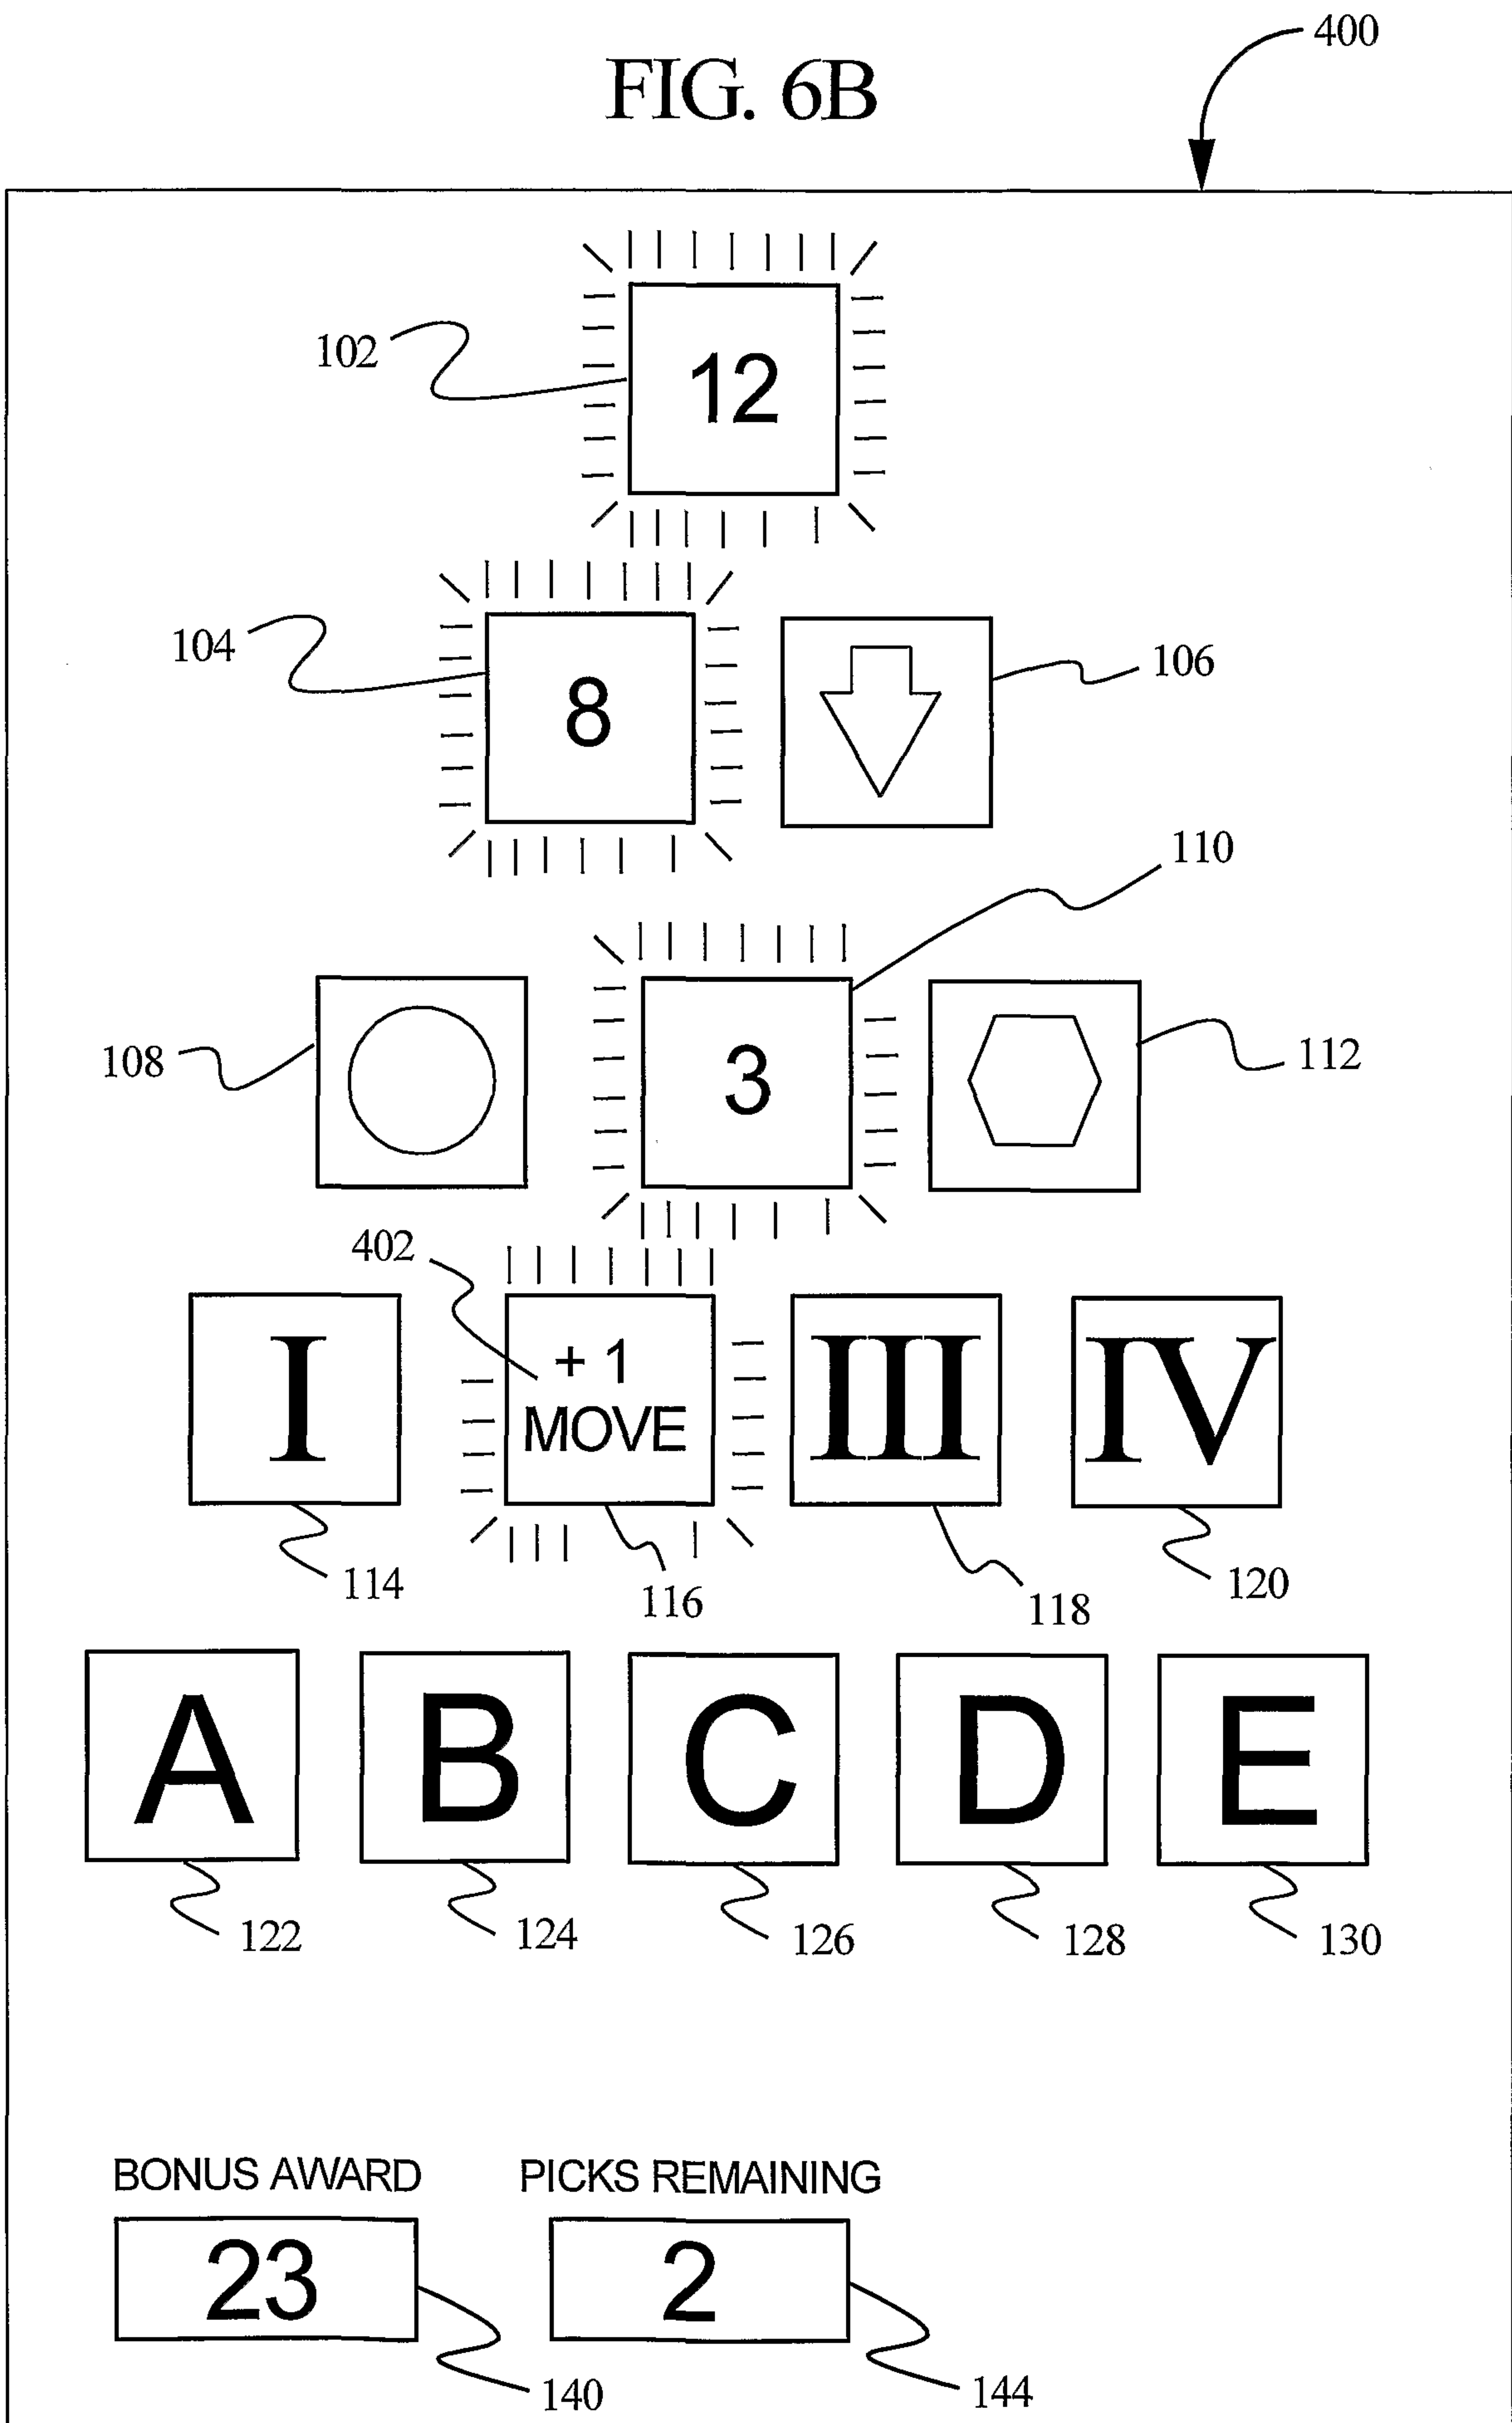 400
FIG. 6B
102
12
104
8
106
110
108
3
112
402
I
+ 1
MOVE
III
IV
114
116
118
120
A B C D E
122 124 126 128 130
BONUS AWARD PICKS REMAINING
23 2
140 144